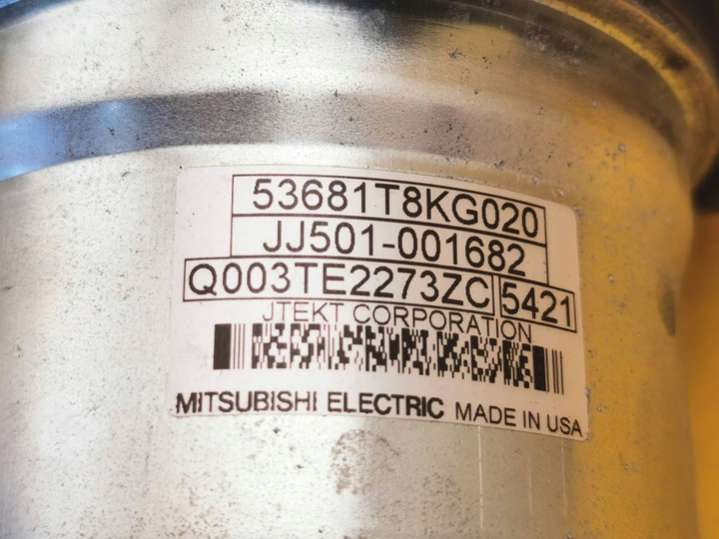 53681T8KG020
JJ501-001682
Q003TE2273ZC 5421
JTEKT CORPORATION
MITSUBISHI ELECTRIC MADE IN USA